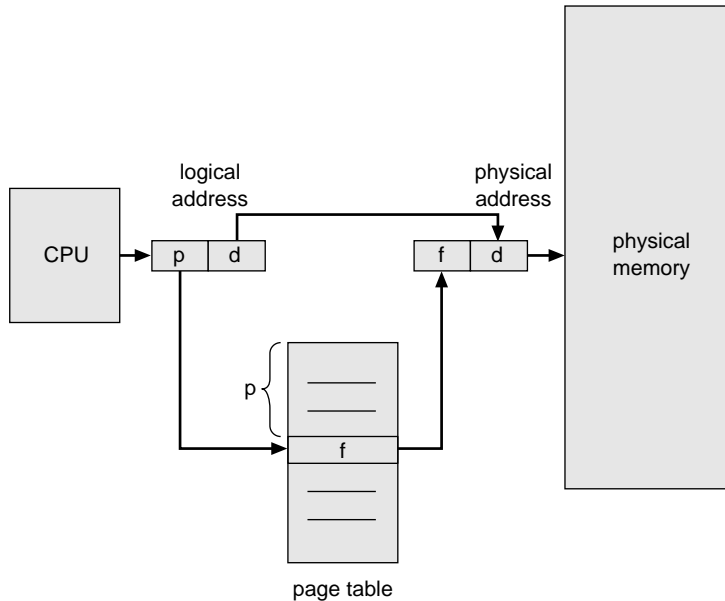 logical
address
physical
address
CPU
p
d
f
d
physical
memory
p
f
page table